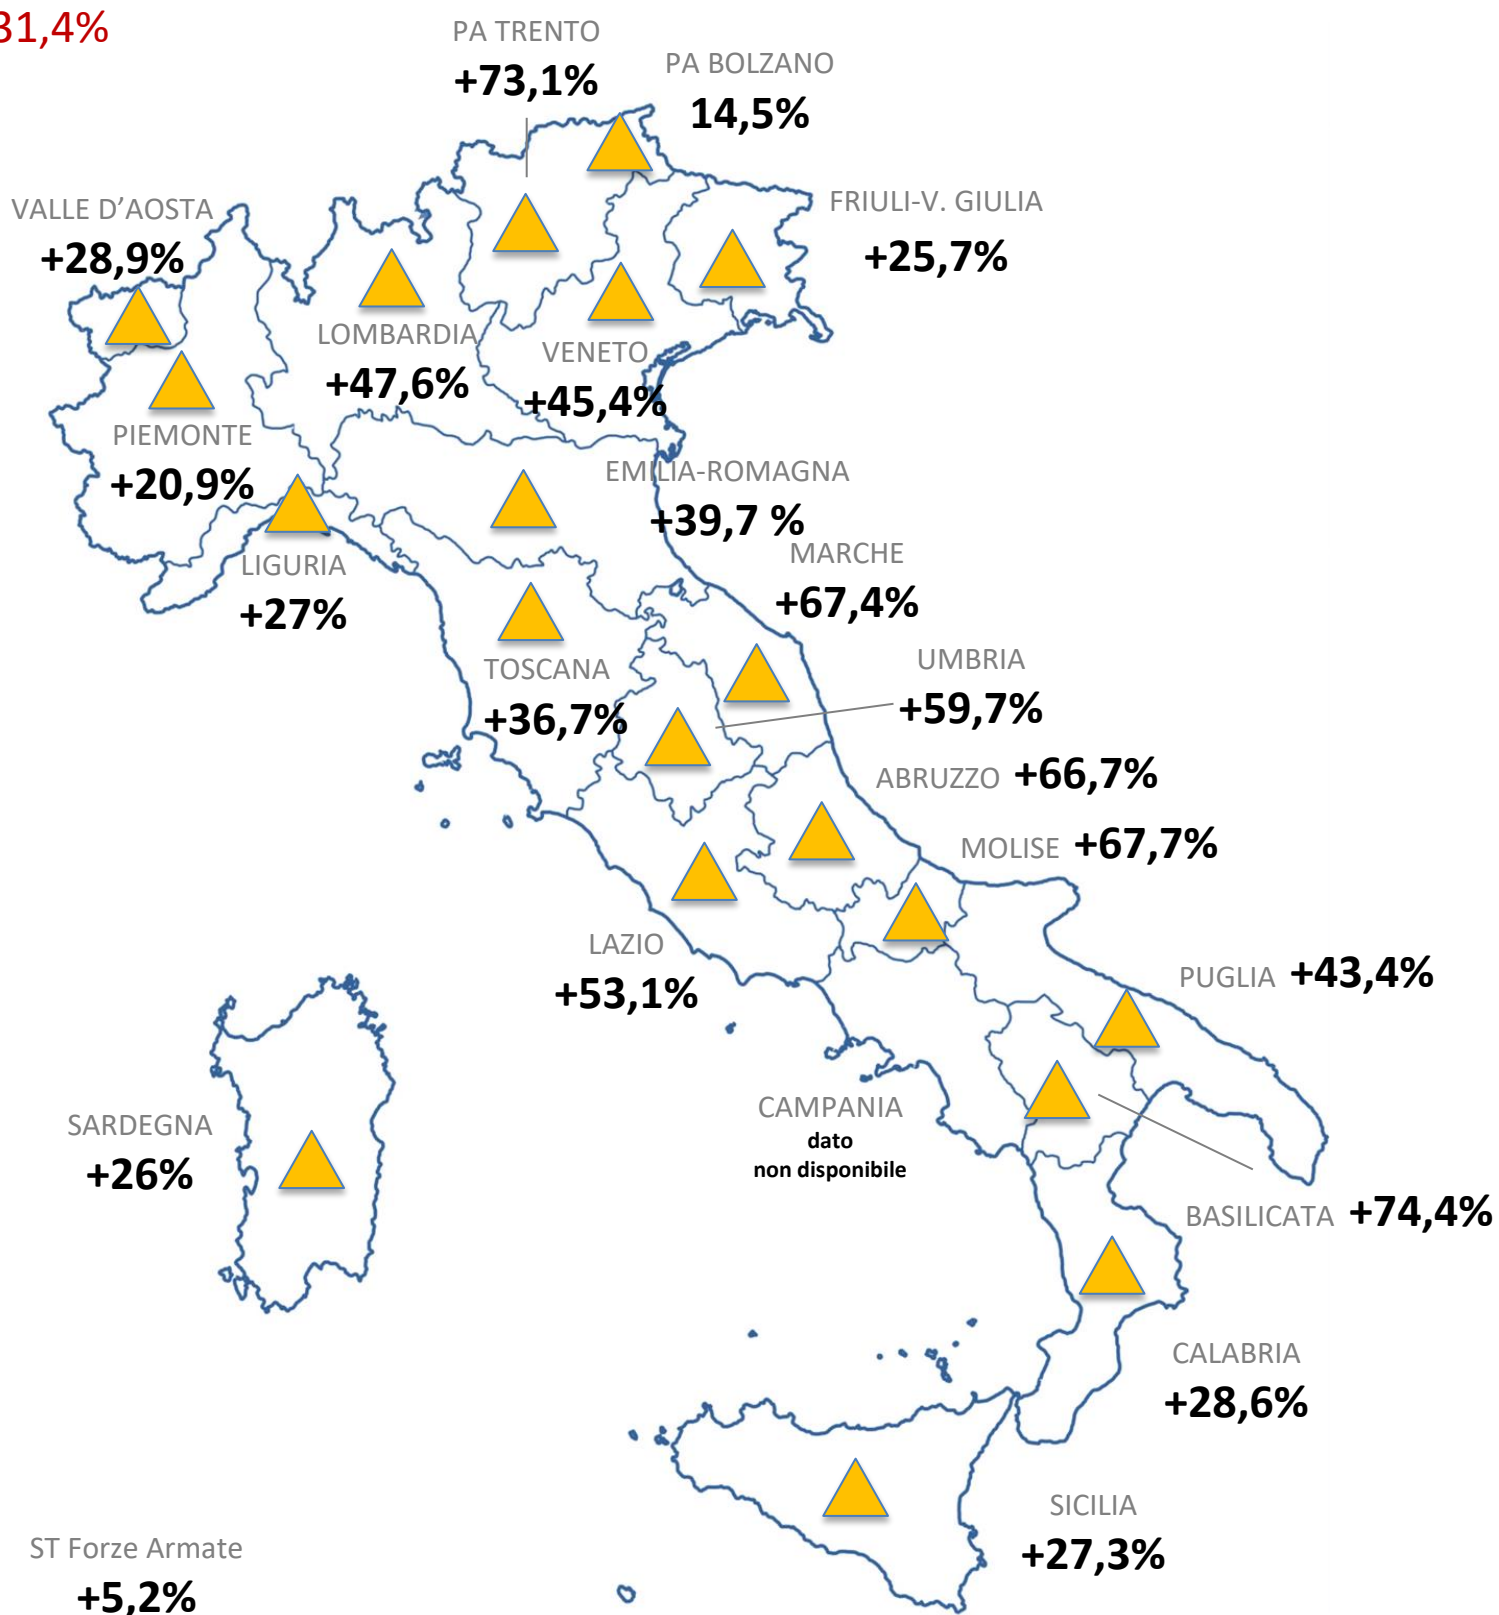 31,4%
PA TRENTO
+73,1%
PA BOLZANO
14,5%
VALLE D’AOSTA
+28,9%
FRIULI-V. GIULIA
+25,7%
LOMBARDIA
+47,6%
VENETO
+45,4%
PIEMONTE
+20,9%
EMILIA-ROMAGNA
+39,7 %
LIGURIA
+27%
MARCHE
+67,4%
TOSCANA
+36,7%
UMBRIA
+59,7%
ABRUZZO +66,7%
MOLISE +67,7%
LAZIO
+53,1%
PUGLIA +43,4%
CAMPANIA
dato
non disponibile
SARDEGNA
+26%
BASILICATA +74,4%
CALABRIA
+28,6%
SICILIA
+27,3%
ST Forze Armate
+5,2%